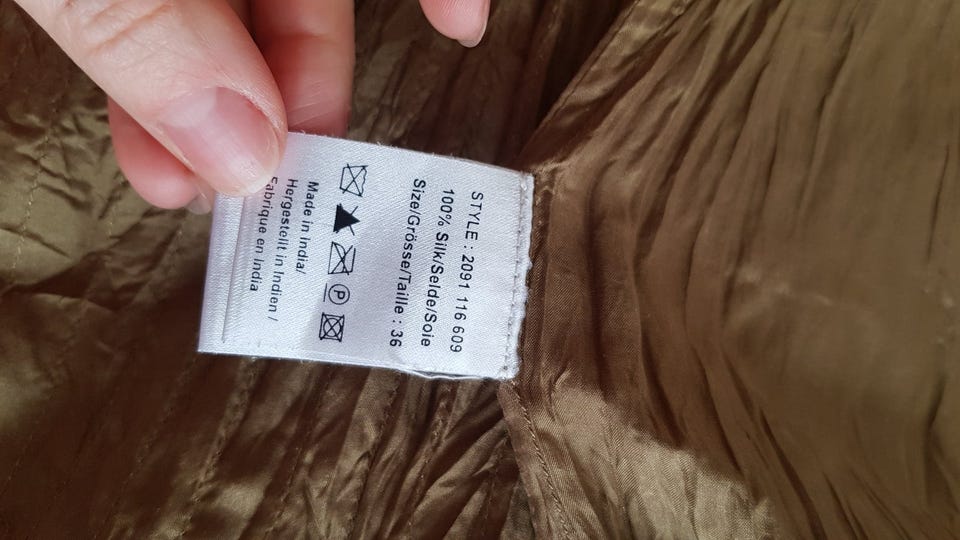 STYLE : 2091 116 609
100% Silk/Selde/Soie
Size/Grösse/Taille : 36
P
Made in India/
Hergestellt in Indien /
Fabrique en India